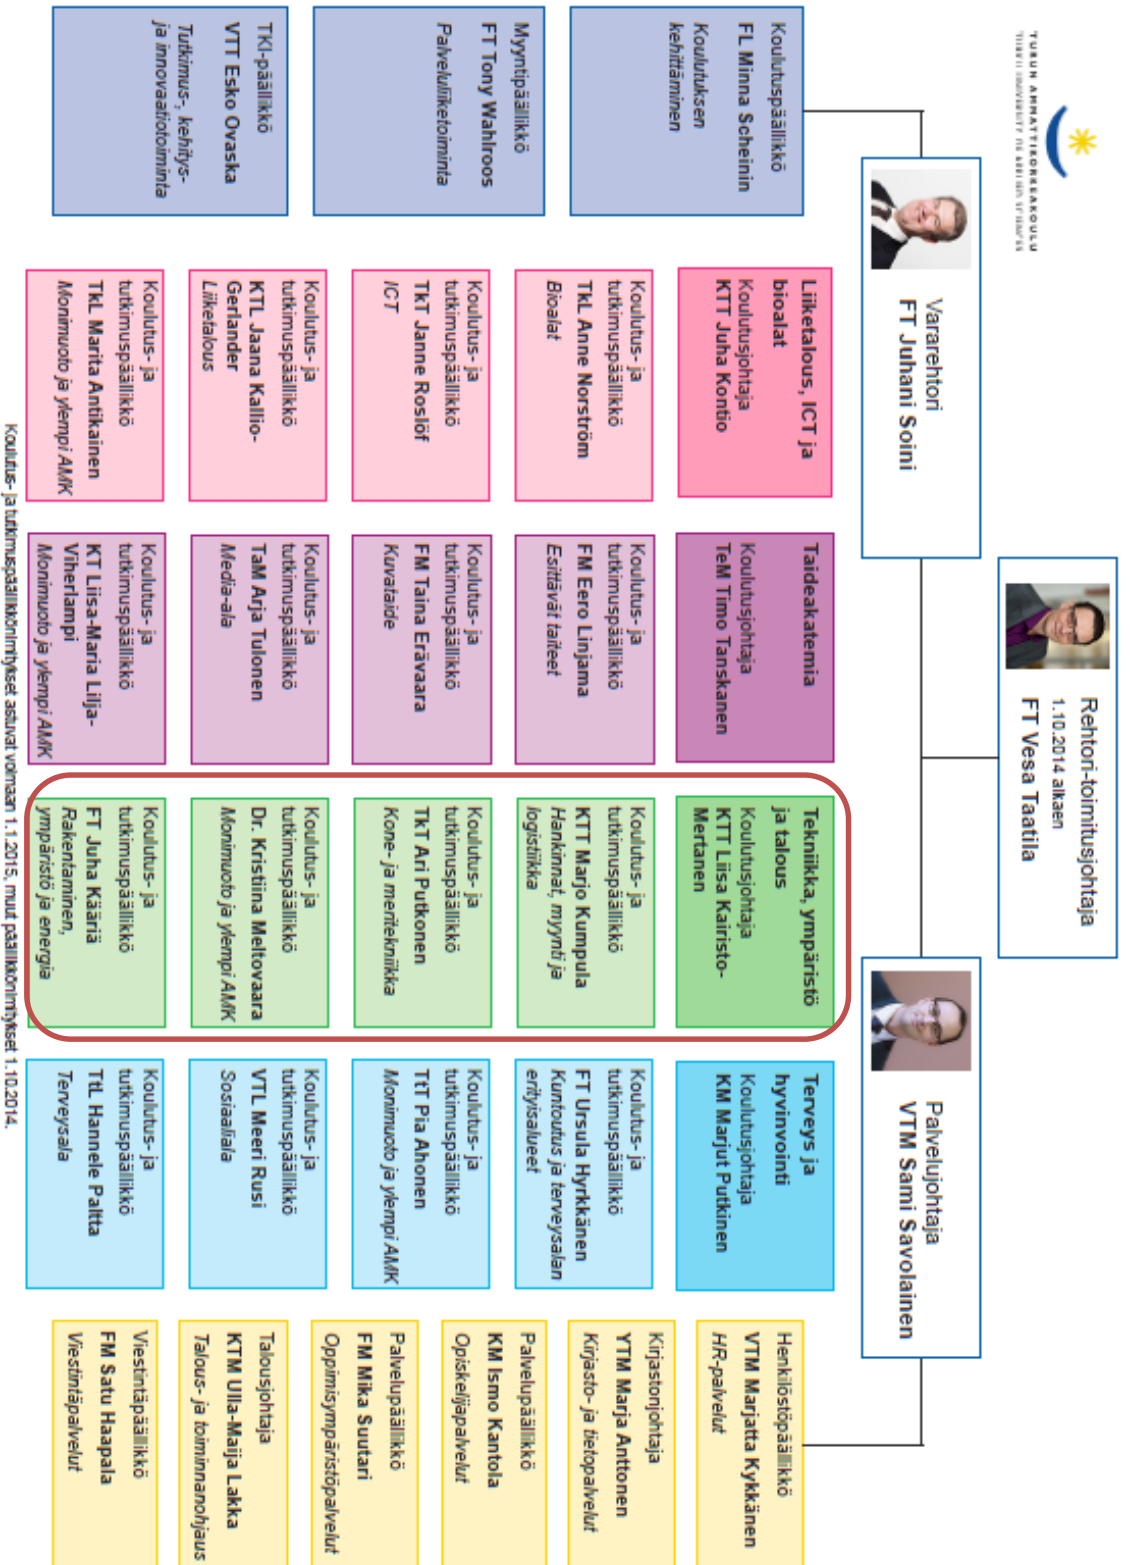 TURUN AMMATTIKORKEAKOULU
TURKU UNIVERSITY OF APPLIED SCIENCES
Rehtori-toimitusjohtaja
1.10.2014 alkaen
FT Vesa Taatila
Vararehtori
FT Juhani Soini
Palvelujohtaja
VTM Sami Savolainen
Koulutuspäällikkö
FL Minna Scheinin
Koulutuksen
kehittäminen
Myyntipäällikkö
FT Tony Wahlroos
Palveluliiketoiminta
TKI-päällikkö
VTT Esko Ovaska
Tutkimus-, kehitys-
ja innovaatiotoiminta
Liiketalous, ICT ja
bioalat
Koulutusjohtaja
KTT Juha Kontio
Koulutus- ja
tutkimuspäällikkö
TkL Anne Norström
Bioalat
Koulutus- ja
tutkimuspäällikkö
TkT Janne Roslöf
ICT
Koulutus- ja
tutkimuspäällikkö
KTL Jaana Kallio-
Gerlander
Liiketalous
Koulutus- ja
tutkimuspäällikkö
TkL Marita Antikainen
Monimuoto ja ylempi AMK
Taideakatemia
Koulutusjohtaja
TeM Timo Tanskanen
Koulutus- ja
tutkimuspäällikkö
FM Eero Linjama
Esittävät taiteet
Koulutus- ja
tutkimuspäällikkö
FM Taina Erävaara
Kuvataide
Koulutus- ja
tutkimuspäällikkö
TaM Arja Tulonen
Media-ala
Koulutus- ja
tutkimuspäällikkö
KT Liisa-Maria Lilja-
Viherlampi
Monimuoto ja ylempi AMK
Tekniikka, ympäristö
ja talous
Koulutusjohtaja
KTT Liisa Kairisto-
Mertanen
Koulutus- ja
tutkimuspäällikkö
KTT Marjo Kumpula
Hankinnat, myynti ja
logistiikka
Koulutus- ja
tutkimuspäällikkö
TkT Ari Putkonen
Kone- ja meritekniikka
Koulutus- ja
tutkimuspäällikkö
Dr. Kristiina Meltovaara
Monimuoto ja ylempi AMK
Koulutus- ja
tutkimuspäällikkö
FT Juha Kääriä
Rakentaminen,
ympäristö ja energia
Terveys ja
hyvinvointi
Koulutusjohtaja
KM Marjut Putkinen
Koulutus- ja
tutkimuspäällikkö
FT Ursula Hyrkkänen
Kuntoutus ja terveysalan
erityisalueet
Koulutus- ja
tutkimuspäällikkö
TtT Pia Ahonen
Monimuoto ja ylempi AMK
Koulutus- ja
tutkimuspäällikkö
VTL Meeri Rusi
Sosiaaliala
Koulutus- ja
tutkimuspäällikkö
TtL Hannele Paltta
Terveysala
Henkilöstöpäällikkö
VTM Marjatta Kykkänen
HR-palvelut
Kirjastonjohtaja
YTM Marja Anttonen
Kirjasto- ja tietopalvelut
Palvelupäällikkö
KM Ismo Kantola
Opiskelijapalvelut
Palvelupäällikkö
FM Mika Suutari
Oppimisympäristöpalvelut
Talousjohtaja
KTM Ulla-Maija Lakka
Talous- ja toiminnanohjaus
Viestintäpäällikkö
FM Satu Haapala
Viestintäpalvelut
Koulutus- ja tutkimuspäällikkönimitykset astuvat voimaan 1.1.2015, muut päällikkönimitykset 1.10.2014.